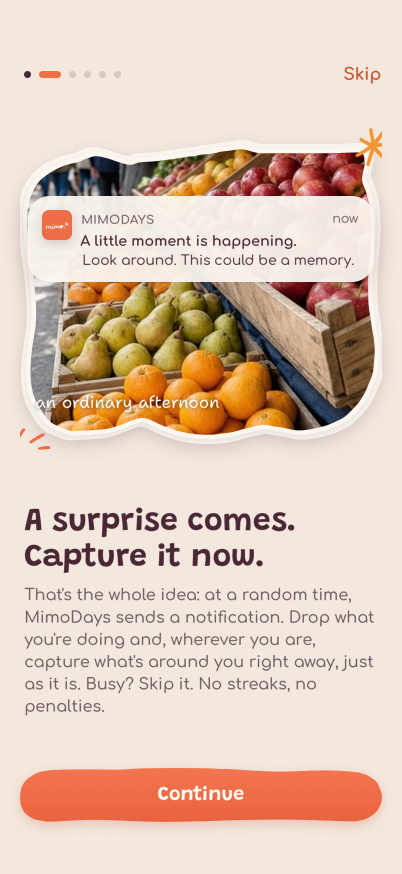 Skip
mimo.
MIMODAYS
now
A little moment is happening.
Look around. This could be a memory.
an ordinary afternoon
A surprise comes.
Capture it now.
That's the whole idea: at a random time,
MimoDays sends a notification. Drop what
you're doing and, wherever you are,
capture what's around you right away, just
as it is. Busy? Skip it. No streaks, no
penalties.
Continue